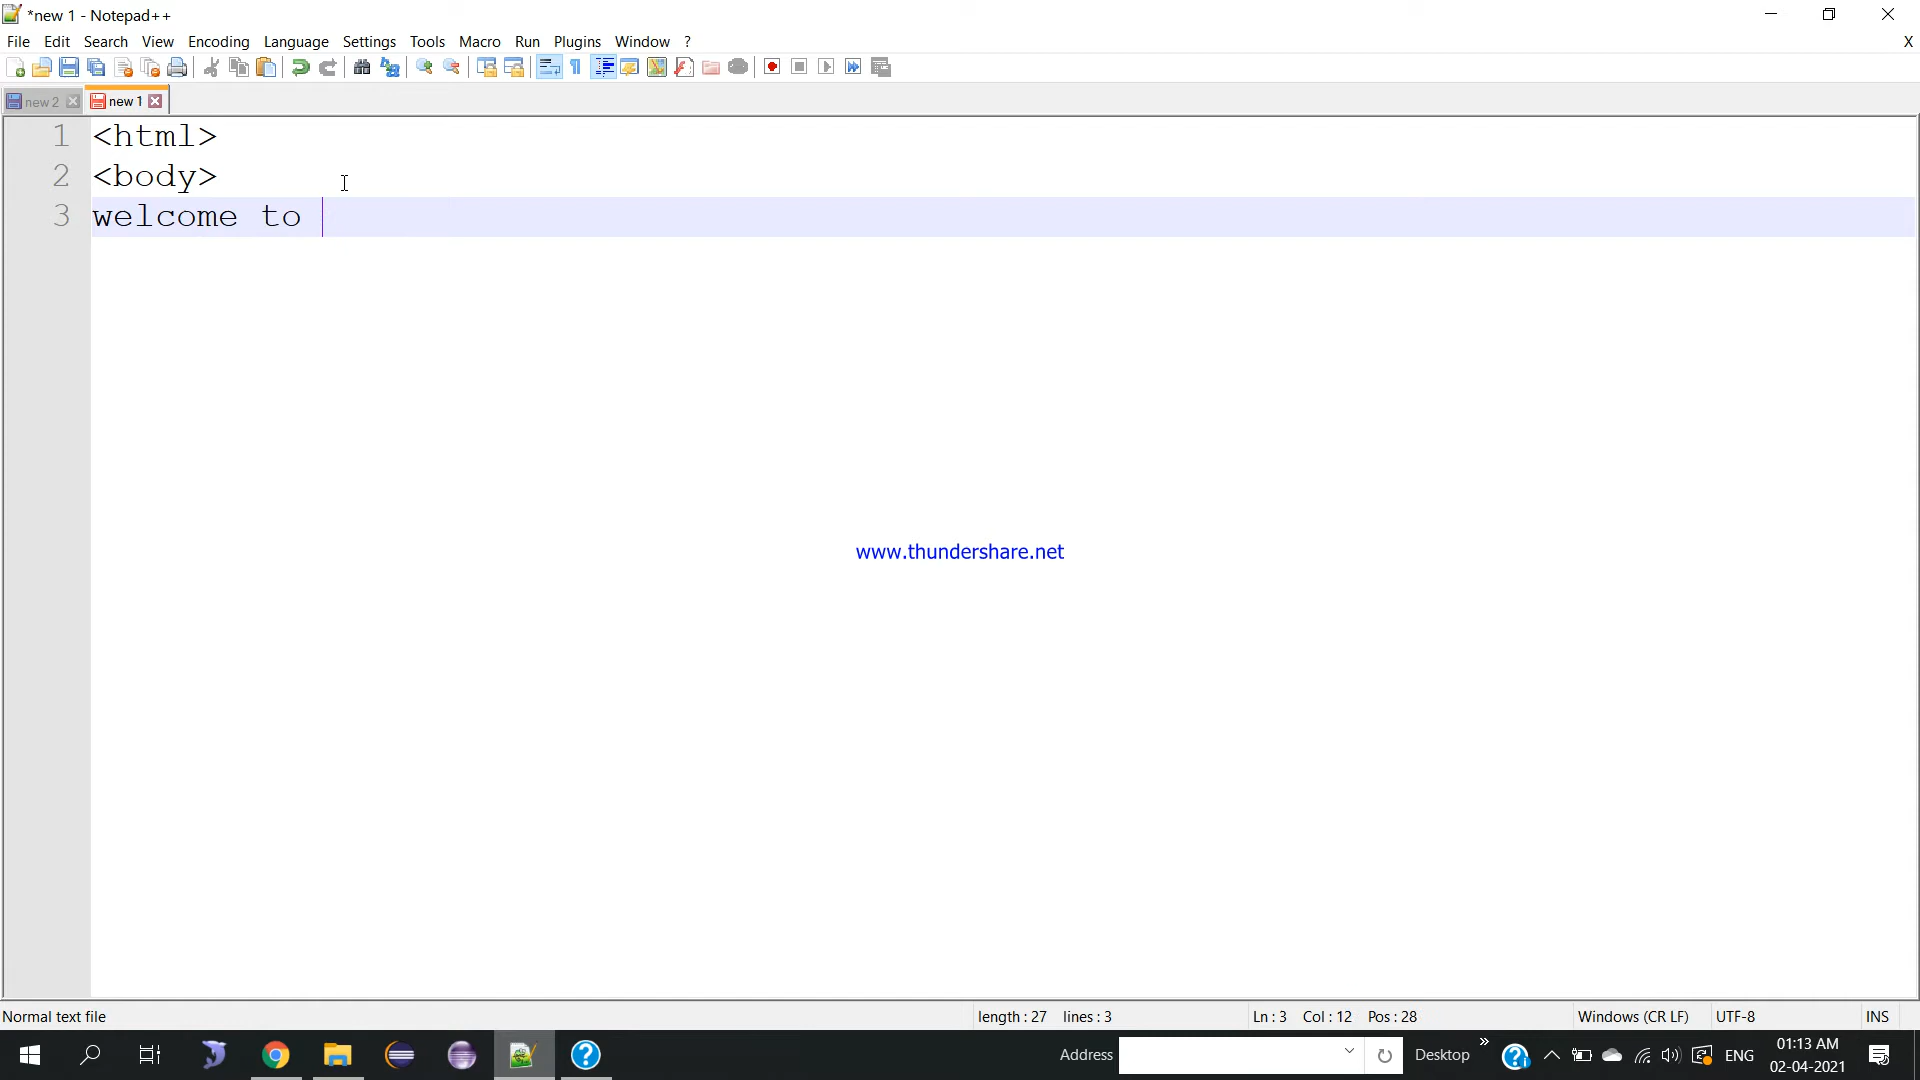 *new 1 - Notepad++
File Edit Search View Encoding Language Settings Tools Macro Run Plugins Window ? X
new 2 new 1
1 <html>
2 <body>
3 welcome to
www.thundershare.net
Normal text file length : 27 lines : 3 Ln : 3 Col : 12 Pos : 28 Windows (CR LF) UTF-8 INS
Address Desktop » ENG 01:13 AM
02-04-2021